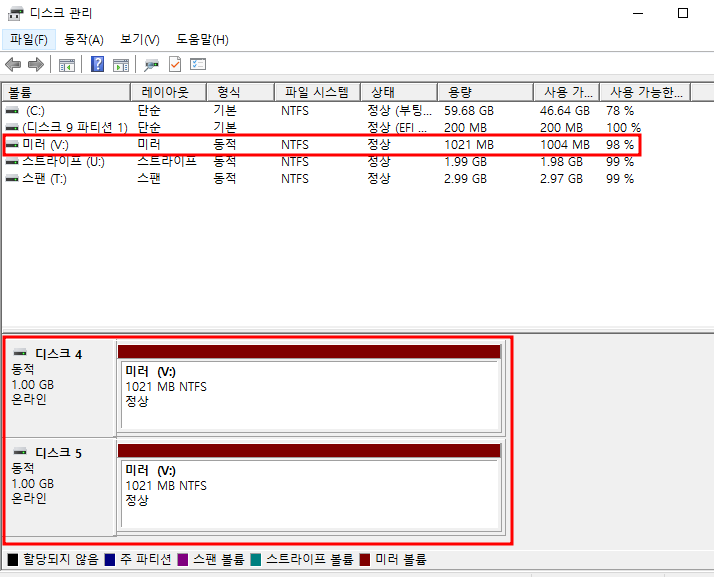 디스크 관리
파일(F) 동작(A) 보기(V) 도움말(H)
볼륨 레이아웃 형식 파일 시스템 상태 용량 사용 가... 사용 가능한...
(C:) 단순 기본 NTFS 정상 (부팅... 59.68 GB 46.64 GB 78 %
(디스크 9 파티션 1) 단순 기본 정상 (EFI ... 200 MB 200 MB 100 %
미러 (V:) 미러 동적 NTFS 정상 1021 MB 1004 MB 98 %
스트라이프 (U:) 스트라이프 동적 NTFS 정상 1.99 GB 1.98 GB 99 %
스팬 (T:) 스팬 동적 NTFS 정상 2.99 GB 2.97 GB 99 %
디스크 4
동적
1.00 GB
온라인
미러 (V:)
1021 MB NTFS
정상
디스크 5
동적
1.00 GB
온라인
미러 (V:)
1021 MB NTFS
정상
할당되지 않음 주 파티션 스팬 볼륨 스트라이프 볼륨 미러 볼륨